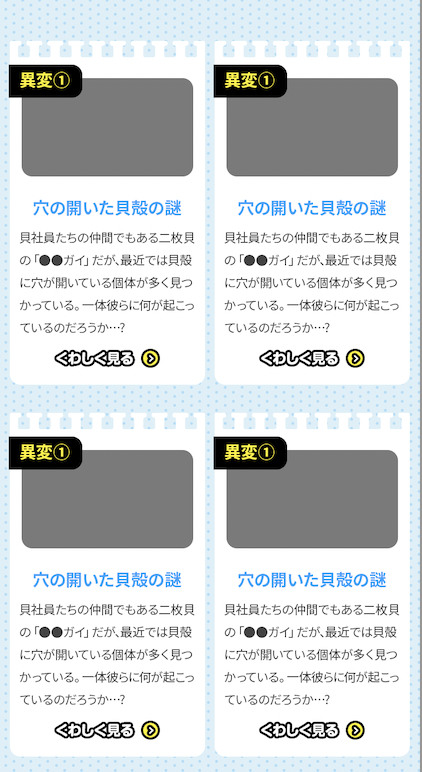 異変①
穴の開いた貝殻の謎
貝社員たちの仲間でもある二枚貝
の「●●ガイ」だが、最近では貝殻
に穴が開いている個体が多く見つ
かっている。一体彼らに何が起こっ
ているのだろうか…?
くわしく見る
異変①
穴の開いた貝殻の謎
貝社員たちの仲間でもある二枚貝
の「●●ガイ」だが、最近では貝殻
に穴が開いている個体が多く見つ
かっている。一体彼らに何が起こっ
ているのだろうか…?
くわしく見る
異変①
穴の開いた貝殻の謎
貝社員たちの仲間でもある二枚貝
の「●●ガイ」だが、最近では貝殻
に穴が開いている個体が多く見つ
かっている。一体彼らに何が起こっ
ているのだろうか…?
くわしく見る
異変①
穴の開いた貝殻の謎
貝社員たちの仲間でもある二枚貝
の「●●ガイ」だが、最近では貝殻
に穴が開いている個体が多く見つ
かっている。一体彼らに何が起こっ
ているのだろうか…?
くわしく見る